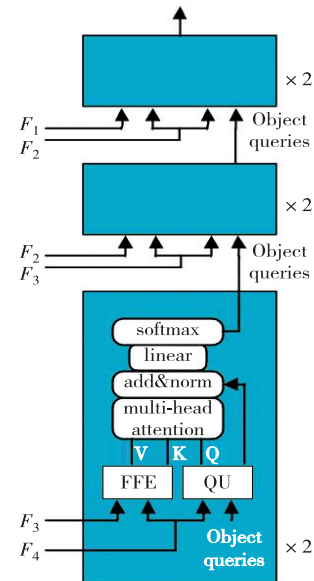 × 2
F1
F2
Object
queries
× 2
F2
F3
Object
queries
softmax
linear
add&norm
multi-head
attention
V K Q
FFE QU
F3
F4
Object
queries
× 2